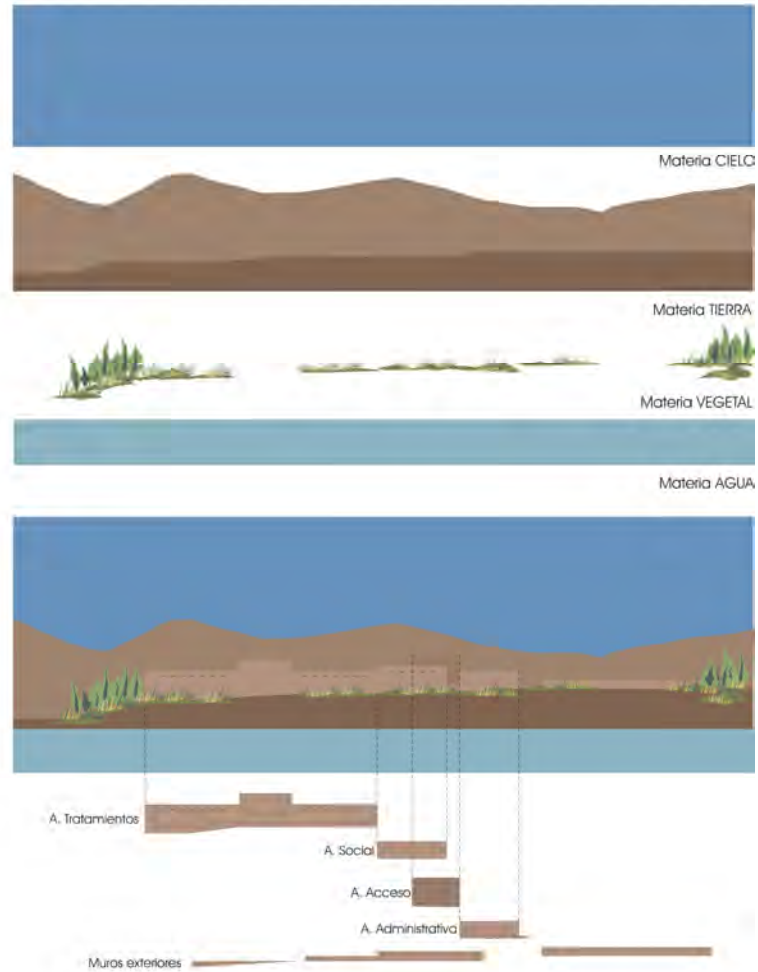 Materia CIELO
Materia TIERRA
Materia VEGETAL
Materia AGUA
A. Tratamientos
A. Social
A. Acceso
A. Administrativa
Muros exteriores